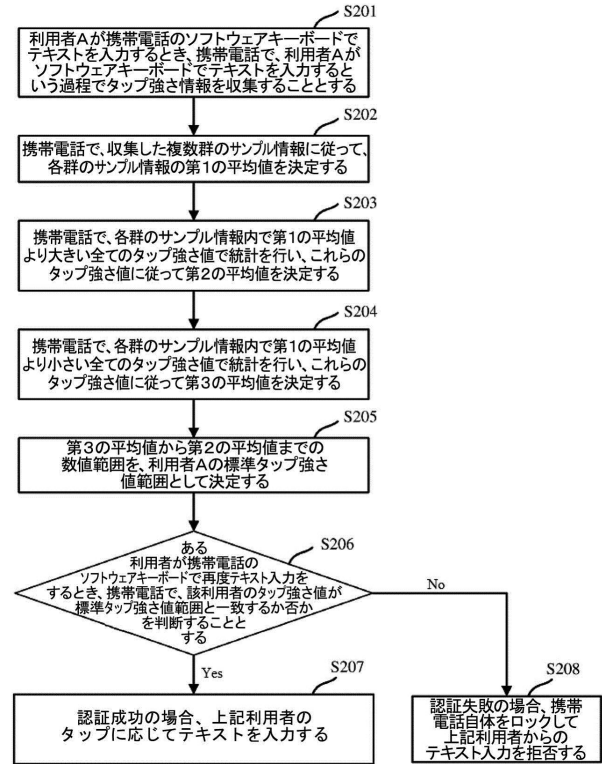 S201
利用者Aが携帯電話のソフトウェアキーボードで
テキストを入力するとき、携帯電話で、利用者Aが
ソフトウェアキーボードでテキストを入力すると
いう過程でタップ強さ情報を収集することとする
S202
携帯電話で、収集した複数群のサンプル情報に従って、
各群のサンプル情報の第1の平均値を決定する
S203
携帯電話で、各群のサンプル情報内で第1の平均値
より大きい全てのタップ強さ値で統計を行い、これらの
タップ強さ値に従って第2の平均値を決定する
S204
携帯電話で、各群のサンプル情報内で第1の平均値
より小さい全てのタップ強さ値で統計を行い、これらの
タップ強さ値に従って第3の平均値を決定する
S205
第3の平均値から第2の平均値までの
数値範囲を、利用者Aの標準タップ強さ
値範囲として決定する
S206
ある
利用者が携帯電話の
ソフトウェアキーボードで再度テキスト入力を
するとき、携帯電話で、該利用者のタップ強さ値が
標準タップ強さ値範囲と一致するか否か
を判断することと
する
No
Yes
S207
認証成功の場合、上記利用者の
タップに応じてテキストを入力する
S208
認証失敗の場合、携帯
電話自体をロックして
上記利用者からの
テキスト入力を拒否する